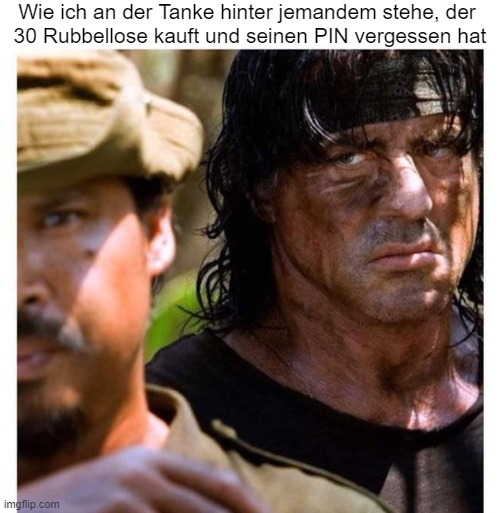 Wie ich an der Tanke hinter jemandem stehe, der
30 Rubbellose kauft und seinen PIN vergessen hat
imgflip.com